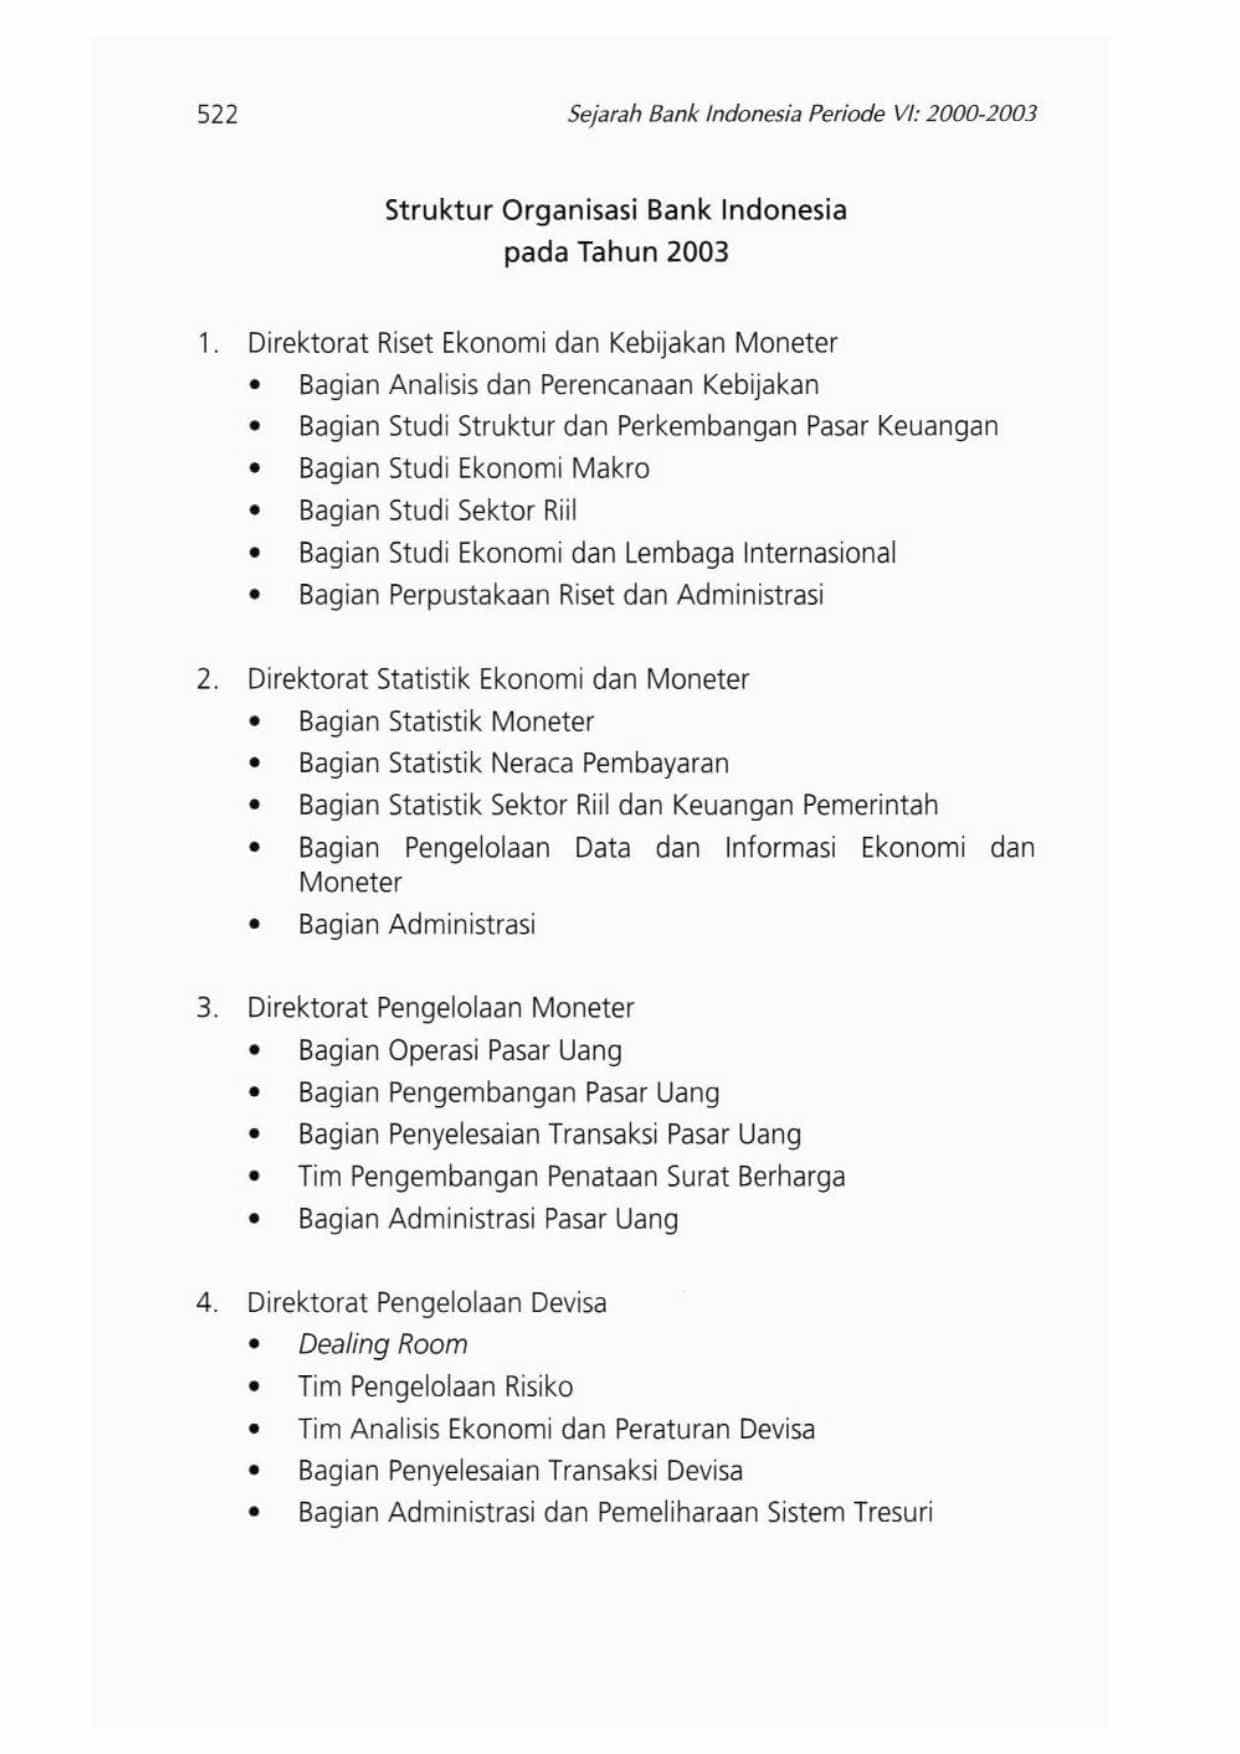 522
Sejarah Bank Indonesia Periode VI: 2000-2003
Struktur Organisasi Bank Indonesia
pada Tahun 2003
1. Direktorat Riset Ekonomi dan Kebijakan Moneter
• Bagian Analisis dan Perencanaan Kebijakan
• Bagian Studi Struktur dan Perkembangan Pasar Keuangan
• Bagian Studi Ekonomi Makro
• Bagian Studi Sektor Riil
• Bagian Studi Ekonomi dan Lembaga Internasional
• Bagian Perpustakaan Riset dan Administrasi
2. Direktorat Statistik Ekonomi dan Moneter
• Bagian Statistik Moneter
• Bagian Statistik Neraca Pembayaran
• Bagian Statistik Sektor Riil dan Keuangan Pemerintah
• Bagian Pengelolaan Data dan Informasi Ekonomi dan
Moneter
• Bagian Administrasi
3. Direktorat Pengelolaan Moneter
• Bagian Operasi Pasar Uang
• Bagian Pengembangan Pasar Uang
• Bagian Penyelesaian Transaksi Pasar Uang
• Tim Pengembangan Penataan Surat Berharga
• Bagian Administrasi Pasar Uang
4. Direktorat Pengelolaan Devisa
• Dealing Room
• Tim Pengelolaan Risiko
• Tim Analisis Ekonomi dan Peraturan Devisa
• Bagian Penyelesaian Transaksi Devisa
• Bagian Administrasi dan Pemeliharaan Sistem Tresuri